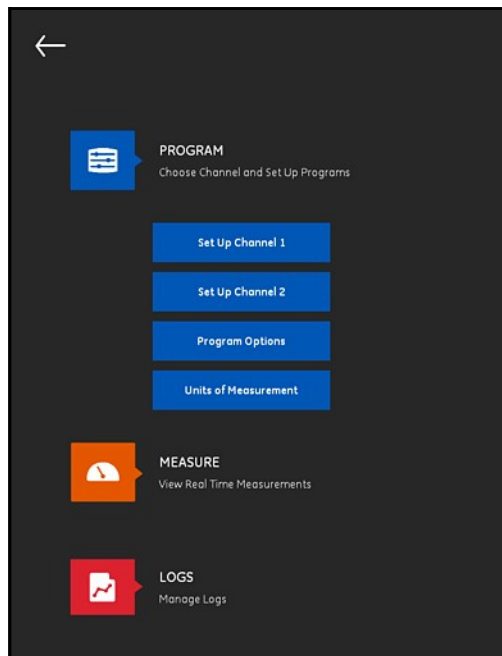 PROGRAM
Choose Channel and Set Up Programs
Set Up Channel 1
Set Up Channel 2
Program Options
Units of Measurement
MEASURE
View Real Time Measurements
LOGS
Manage Logs